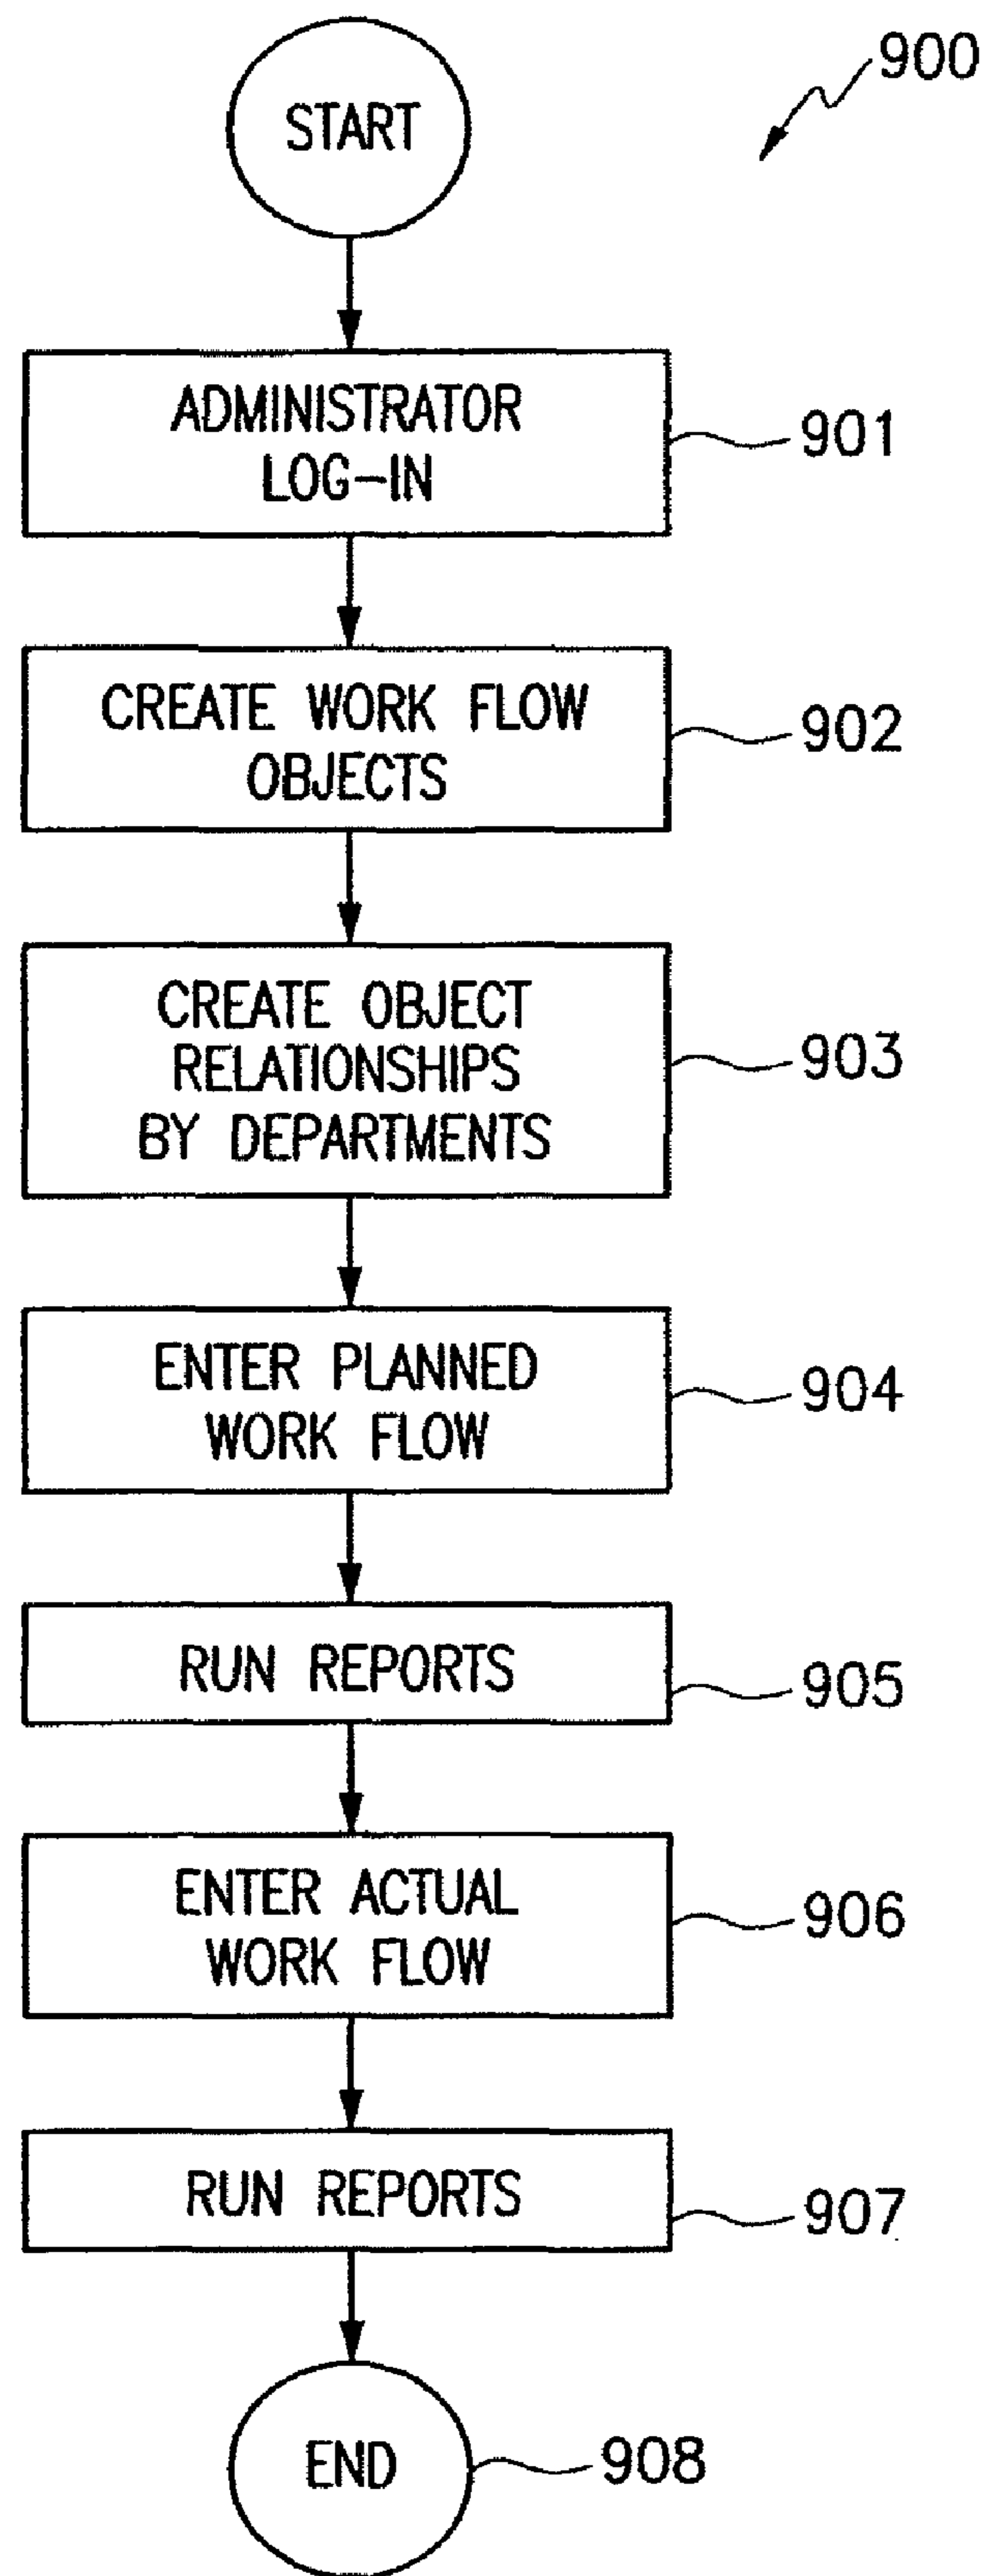 START
900
ADMINISTRATOR
LOG-IN
901
CREATE WORK FLOW
OBJECTS
902
CREATE OBJECT
RELATIONSHIPS
BY DEPARTMENTS
903
ENTER PLANNED
WORK FLOW
904
RUN REPORTS
905
ENTER ACTUAL
WORK FLOW
906
RUN REPORTS
907
END
908